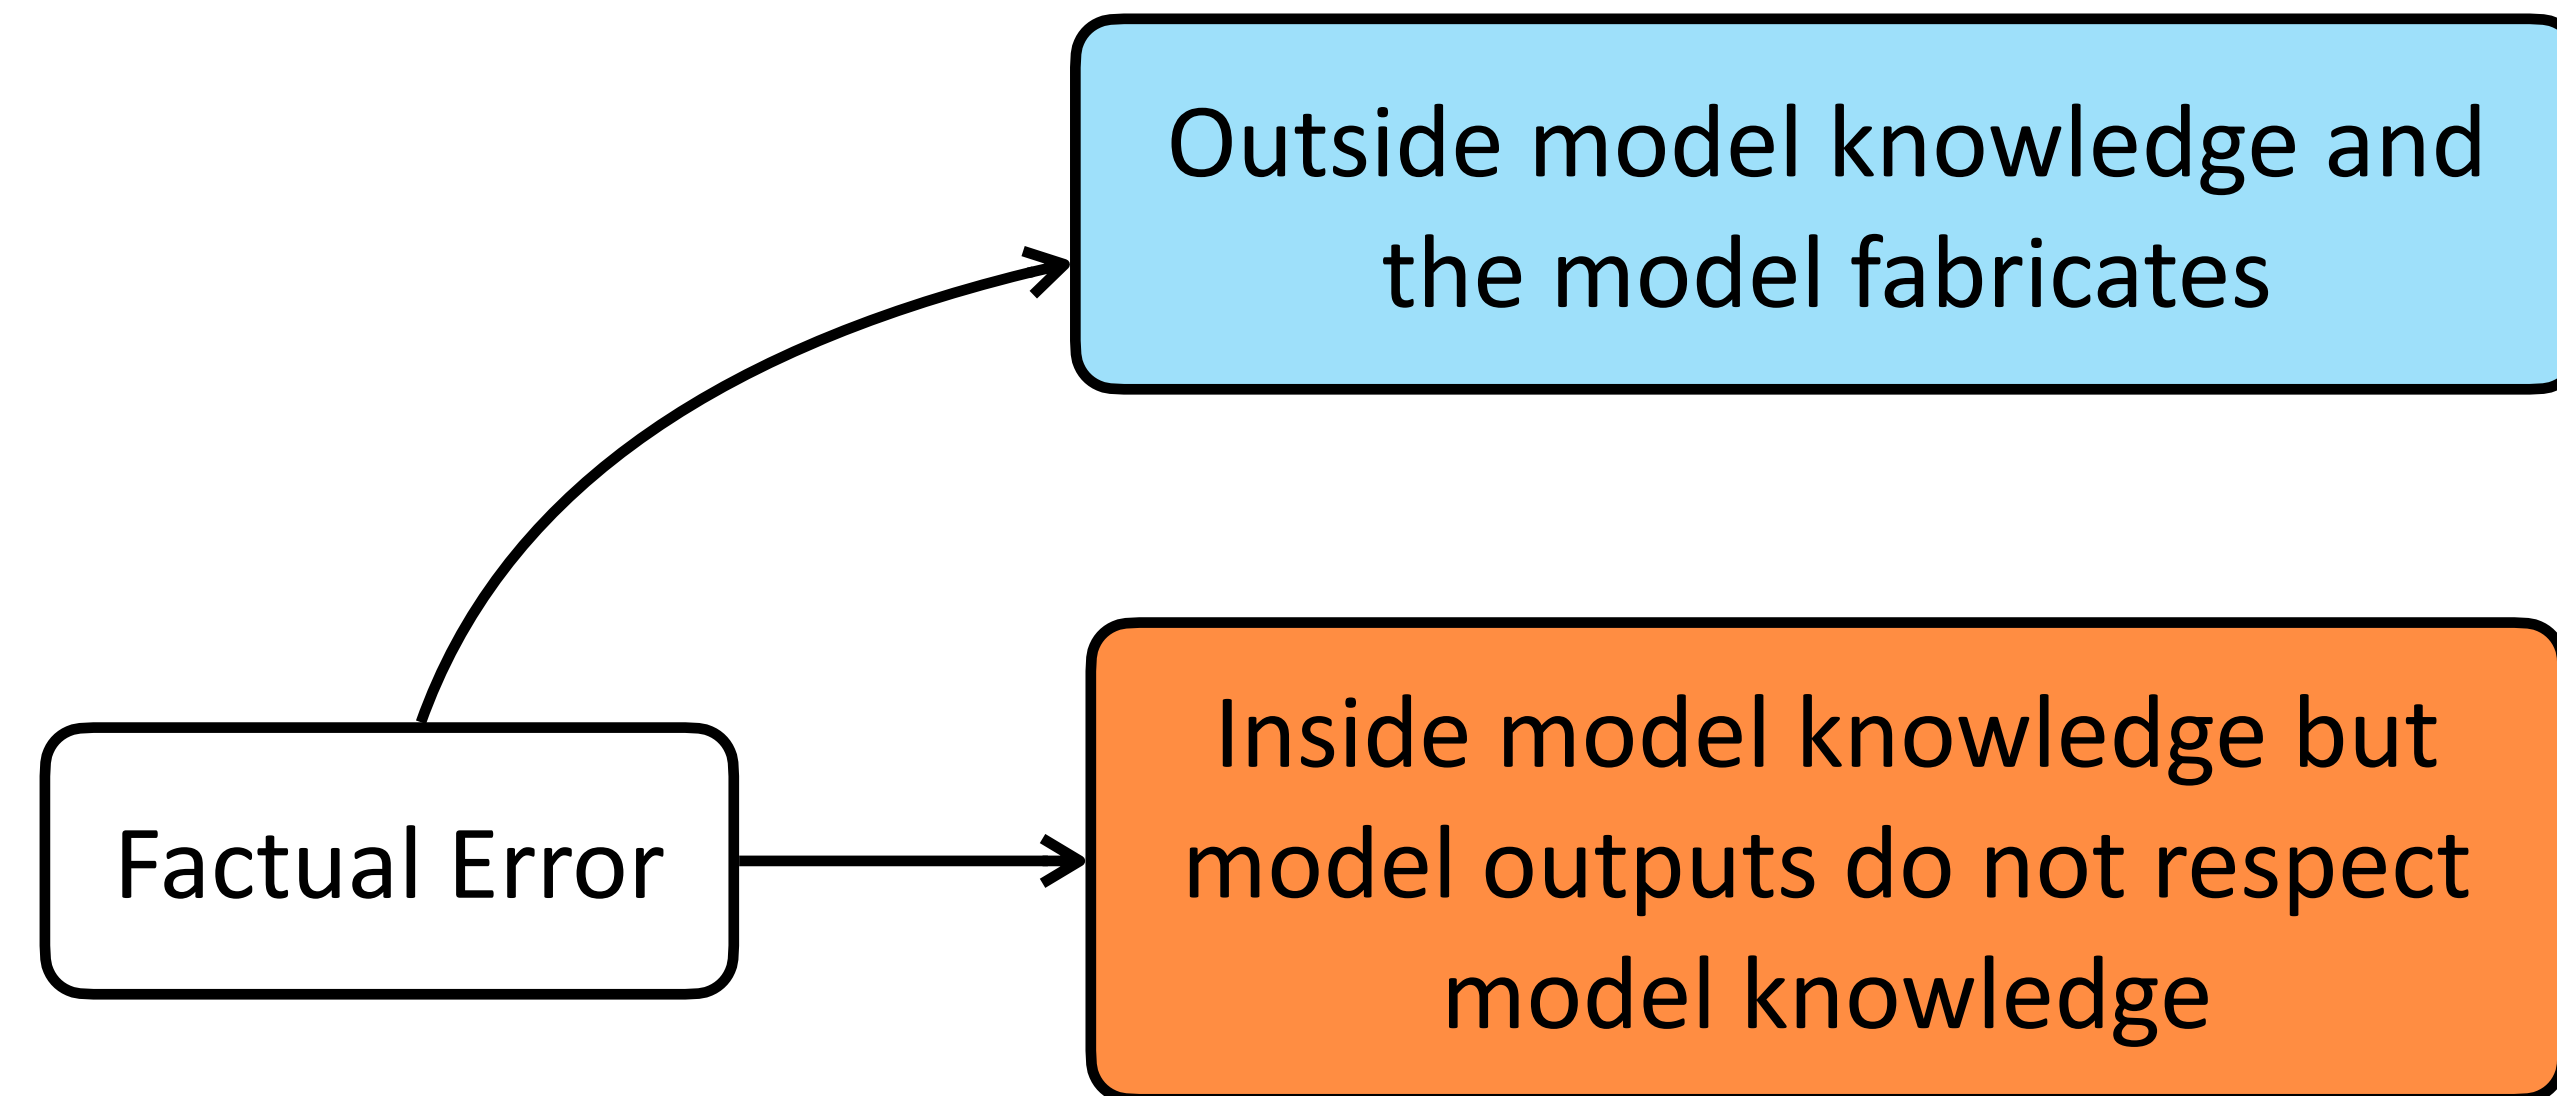 Outside model knowledge and
the model fabricates
Factual Error
Inside model knowledge but
model outputs do not respect
model knowledge